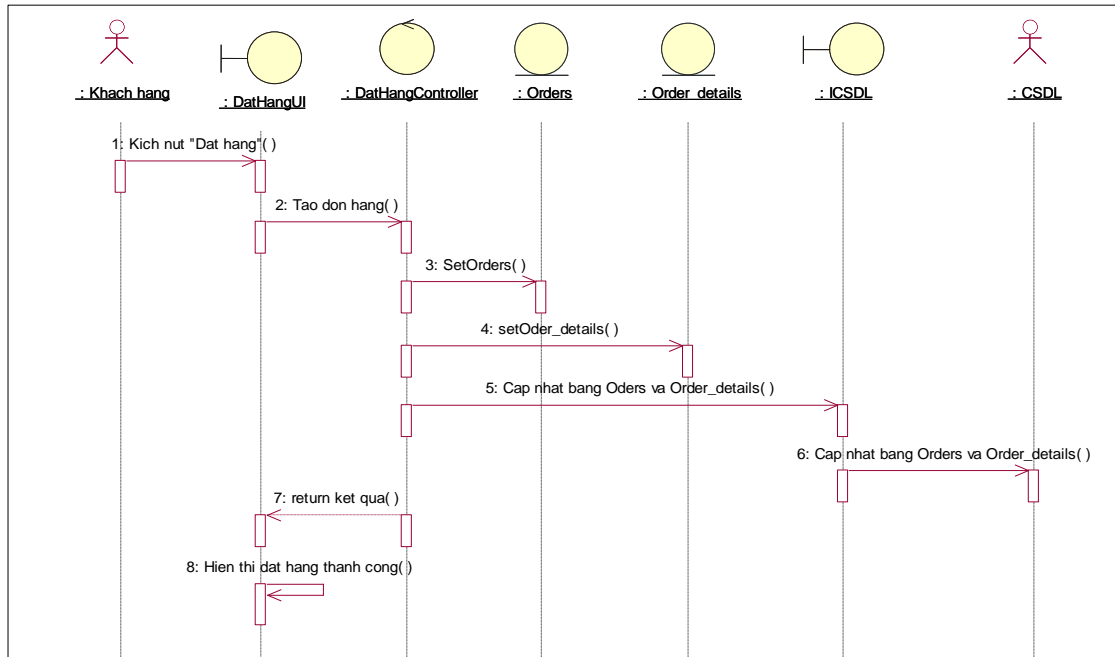 : Khach hang
: DatHangUI
: DatHangController
: Orders
: Order_details
: ICSDL
: CSDL
1: Kich nut "Dat hang"( )
2: Tao don hang( )
3: SetOrders( )
4: setOder_details( )
5: Cap nhat bang Oders va Order_details( )
6: Cap nhat bang Orders va Order_details( )
7: return ket qua( )
8: Hien thi dat hang thanh cong( )